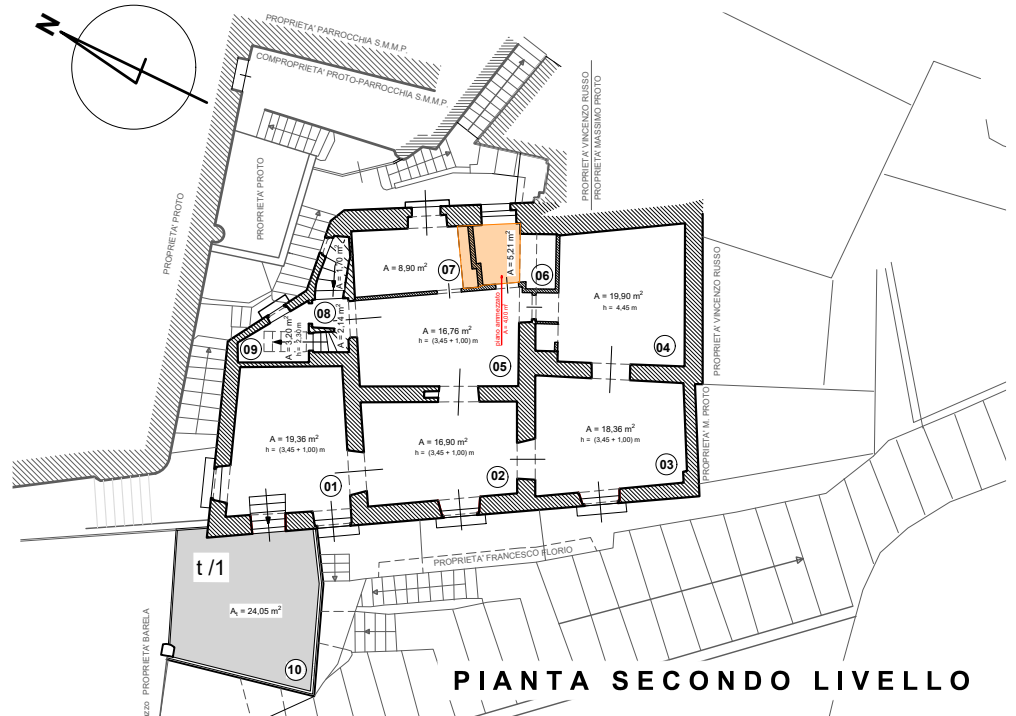 N
PROPRIETA' PARROCCHIA S.M.M.P.
COMPROPRIETA' PROTO-PARROCCHIA S.M.M.P.
PROPRIETA' PROTO
PROPRIETA' PROTO
PROPRIETA' VINCENZO RUSSO
PROPRIETA' MASSIMO PROTO
A = 1,70 m²
A = 8,90 m²
07
A = 5,21 m²
06
A = 19,90 m²
h = 4,45 m
04
PROPRIETA' VINCENZO RUSSO
08
A = 2,14 m²
A = 3,20 m²
h = 2,30 m
09
A = 16,76 m²
h = (3,45 + 1,00) m
05
piano ammezzato
A = 19,36 m²
h = (3,45 + 1,00) m
01
A = 16,90 m²
h = (3,45 + 1,00) m
02
A = 18,36 m²
h = (3,45 + 1,00) m
03
PROPRIETA' M. PROTO
PROPRIETA' FRANCESCO FLORIO
t /1
Aₜ = 24,05 m²
10
PROPRIETA' BARELA
PIANTA SECONDO LIVELLO